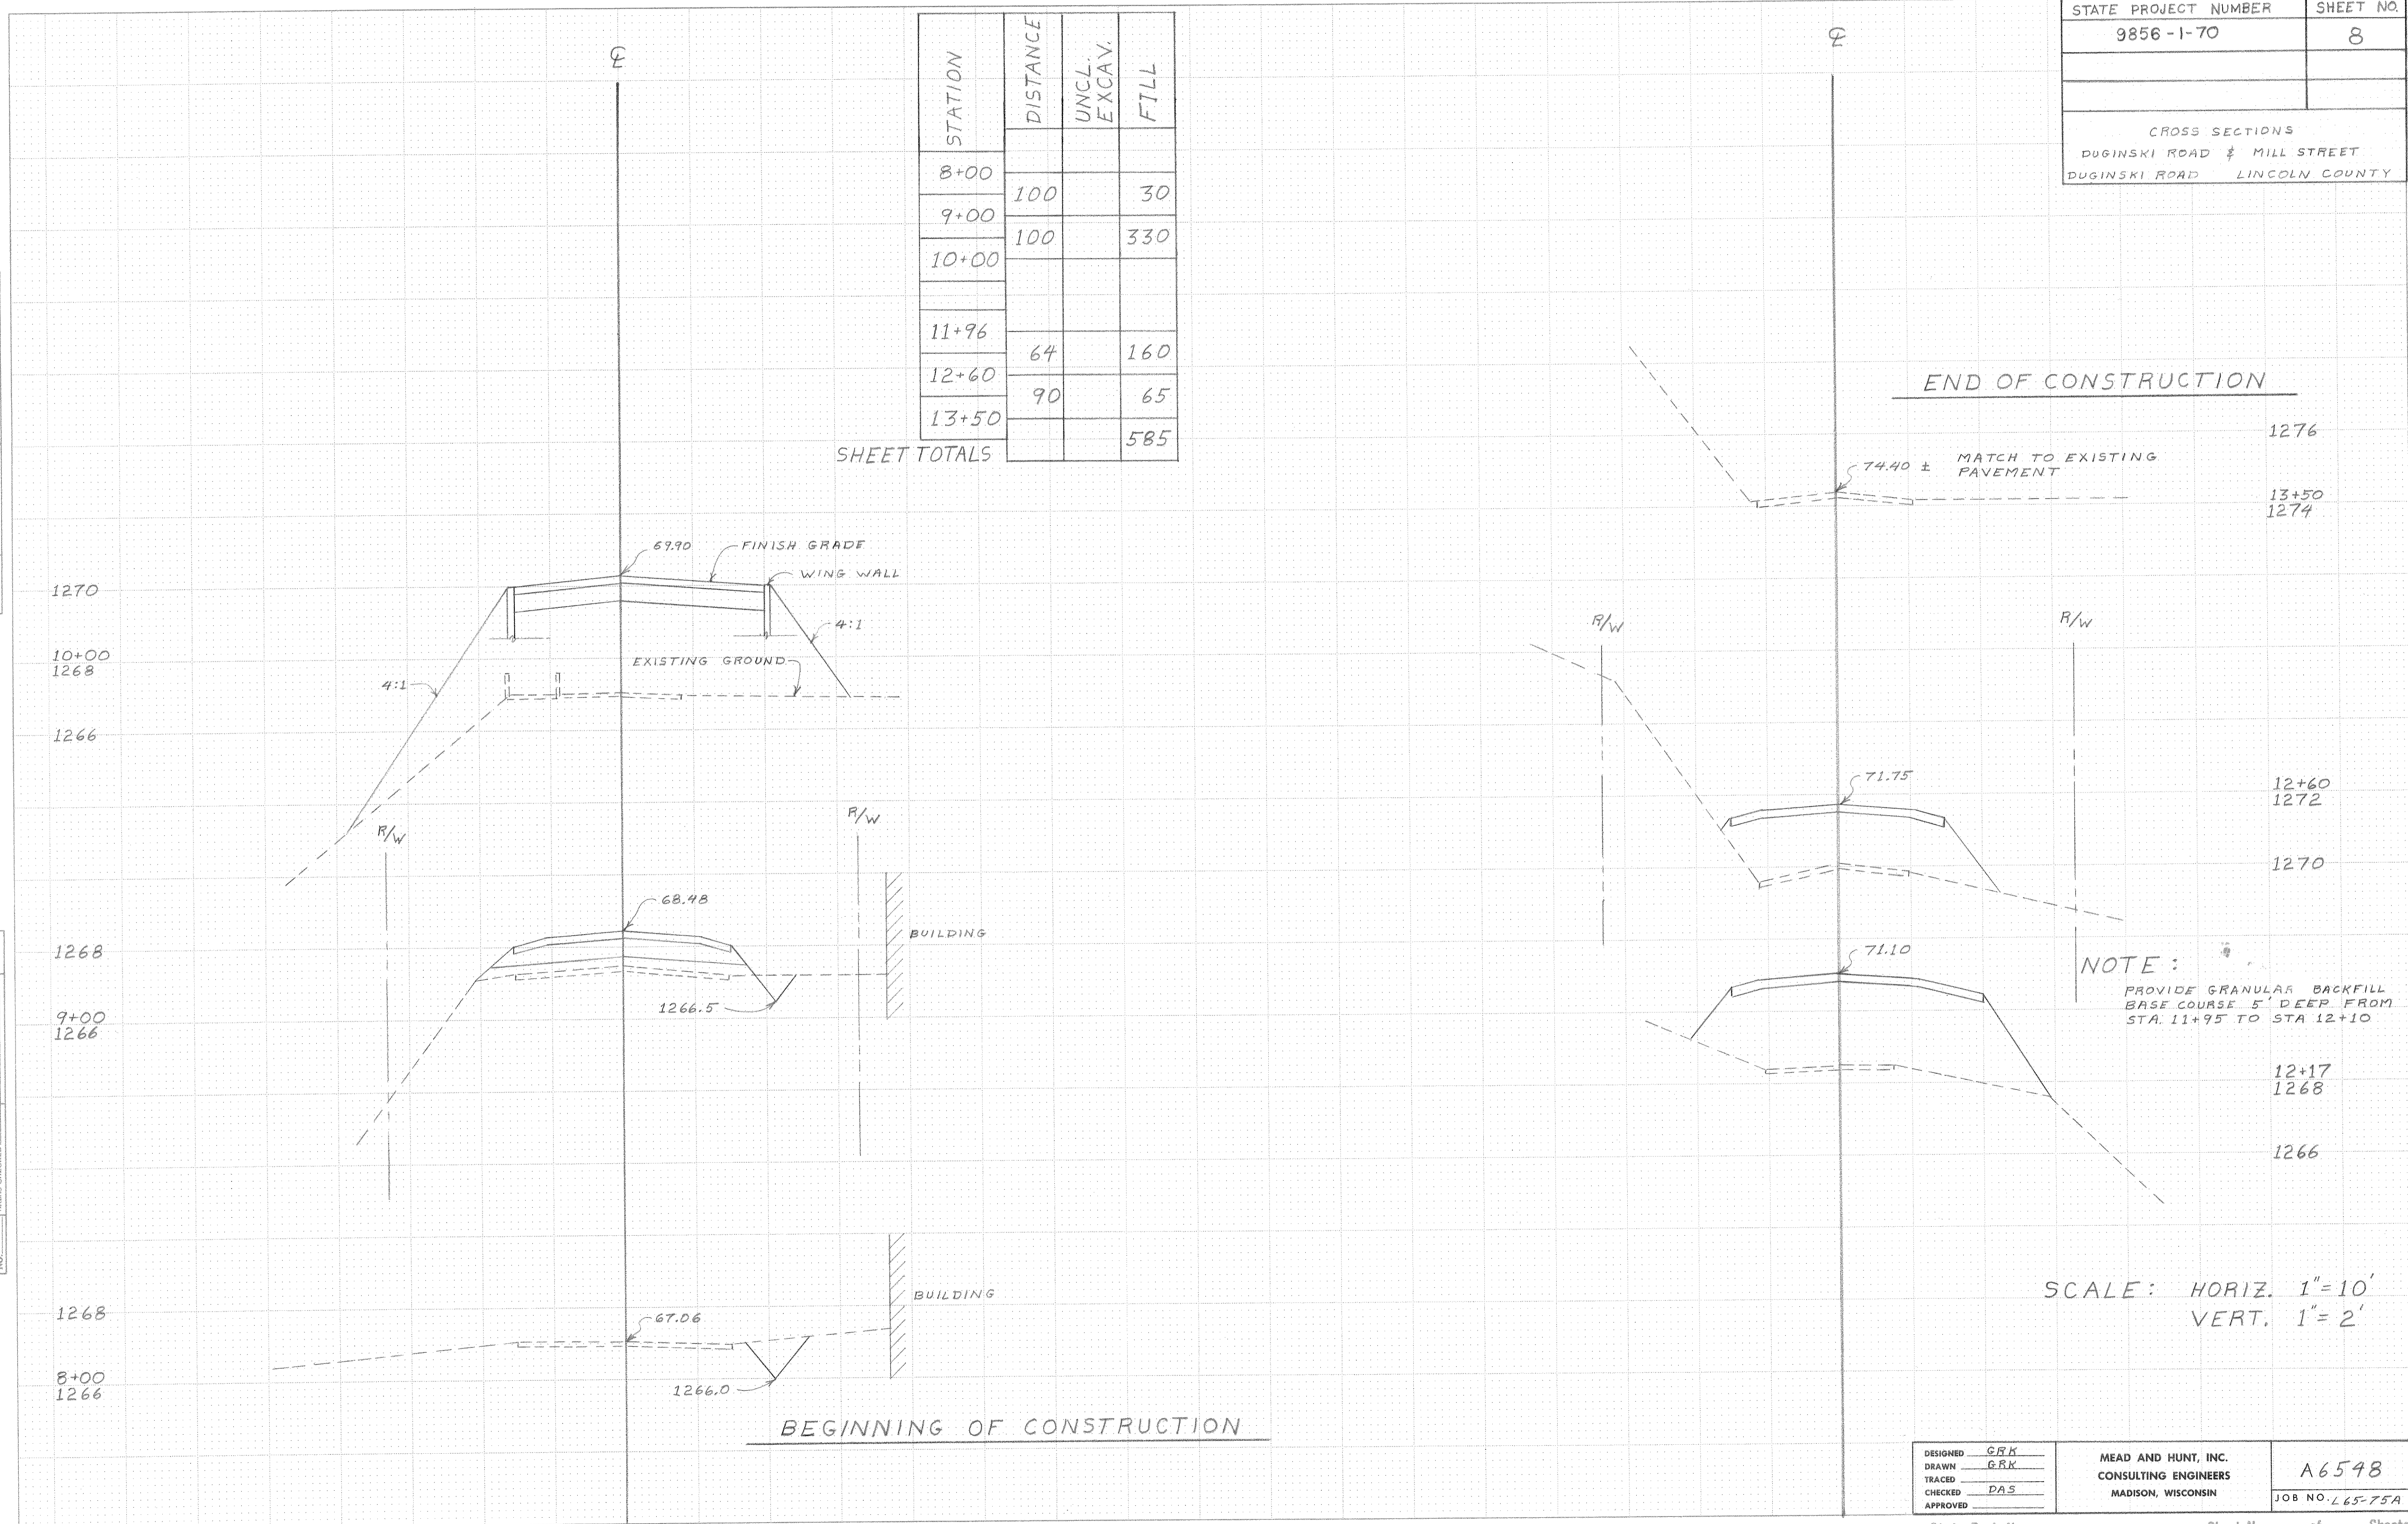 STATE PROJECT NUMBER SHEET NO.
9856-1-70 8
CROSS SECTIONS
DUGINSKI ROAD & MILL STREET
DUGINSKI ROAD LINCOLN COUNTY
℄
℄
STATION DISTANCE UNCL. EXCAV. FILL
8+00
100 30
9+00
100 330
10+00
11+96
64 160
12+60
90 65
13+50
SHEET TOTALS 585
69.90 FINISH GRADE
WING WALL
1270
4:1
10+00
1268
EXISTING GROUND
4:1
1266
R/W
R/W
68.48
1268
BUILDING
1266.5
9+00
1266
1268
BUILDING
67.06
8+00
1266
1266.0
BEGINNING OF CONSTRUCTION
END OF CONSTRUCTION
1276
74.40 ± MATCH TO EXISTING
PAVEMENT
13+50
1274
R/W
R/W
71.75
12+60
1272
1270
71.10
NOTE:
PROVIDE GRANULAR BACKFILL
BASE COURSE 5' DEEP FROM
STA. 11+95 TO STA 12+10
12+17
1268
1266
SCALE: HORIZ. 1"=10'
VERT. 1"=2'
DESIGNED GRK
DRAWN GRK
TRACED
CHECKED DAS
APPROVED
MEAD AND HUNT, INC.
CONSULTING ENGINEERS
MADISON, WISCONSIN
A6548
JOB NO. L65-75A